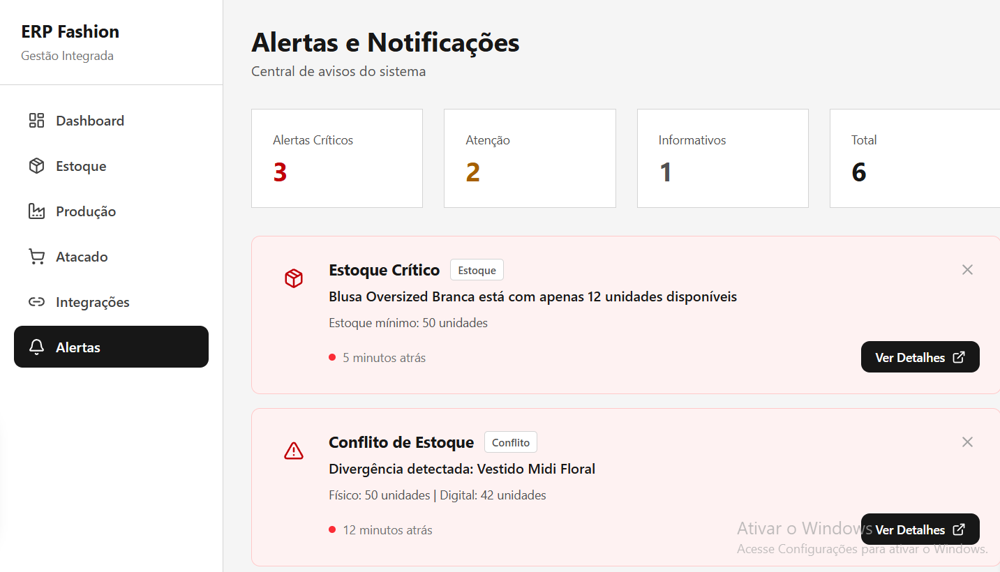 ERP Fashion
Gestão Integrada
Dashboard
Estoque
Produção
Atacado
Integrações
Alertas
Alertas e Notificações
Central de avisos do sistema
Alertas Críticos
3
Atenção
2
Informativos
1
Total
6
Estoque Crítico Estoque
Blusa Oversized Branca está com apenas 12 unidades disponíveis
Estoque mínimo: 50 unidades
5 minutos atrás
Ver Detalhes
Conflito de Estoque Conflito
Divergência detectada: Vestido Midi Floral
Físico: 50 unidades | Digital: 42 unidades
12 minutos atrás
Ver Detalhes
Ativar o Windows
Acesse Configurações para ativar o Windows.